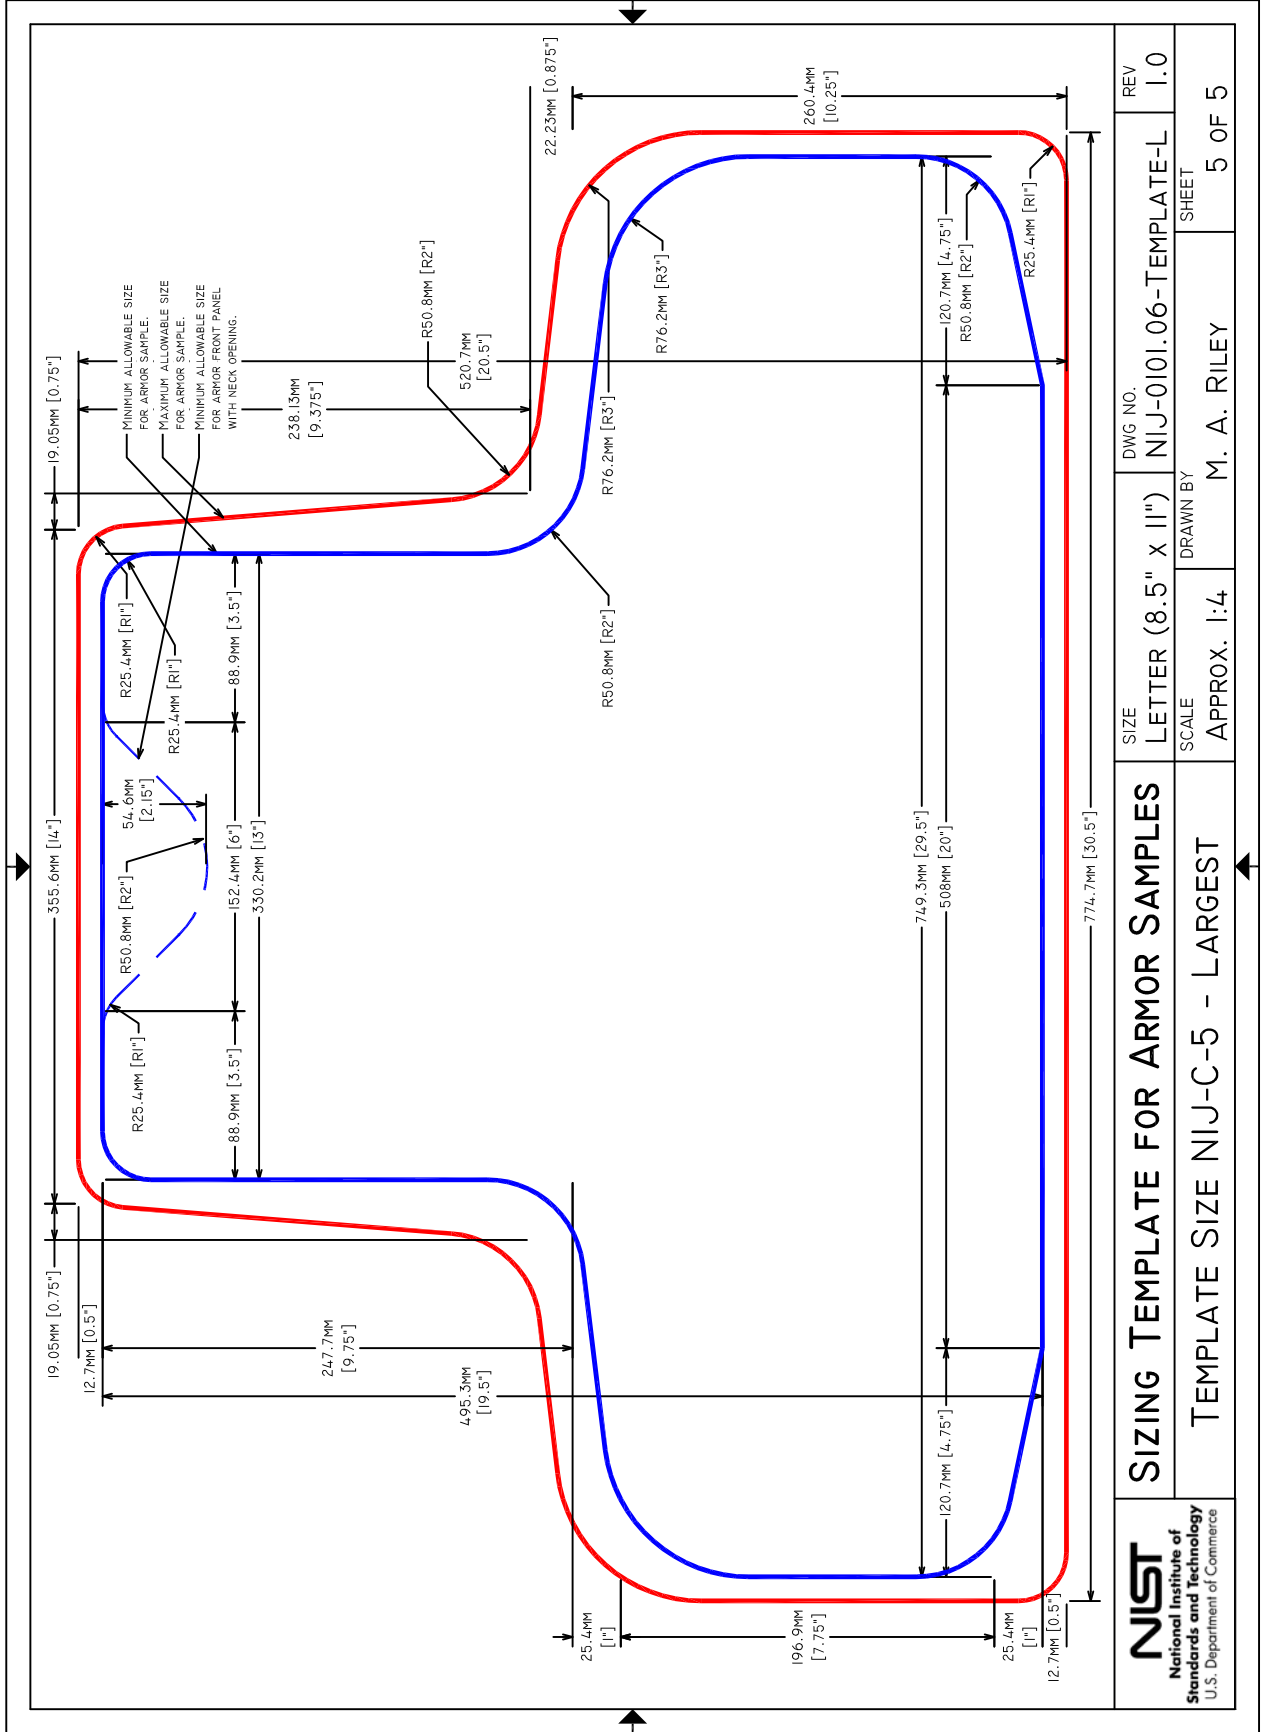 19.05MM [0.75"]
355.6MM [14"]
19.05MM [0.75"]
12.7MM [0.5"]
MINIMUM ALLOWABLE SIZE
FOR ARMOR SAMPLE.
MAXIMUM ALLOWABLE SIZE
FOR ARMOR SAMPLE.
MINIMUM ALLOWABLE SIZE
FOR ARMOR FRONT PANEL
WITH NECK OPENING.
R25.4MM [R1"]
54.6MM
[2.15"]
R50.8MM [R2"]
R25.4MM [R1"]
R25.4MM [R1"]
88.9MM [3.5"]
152.4MM [6"]
88.9MM [3.5"]
330.2MM [13"]
238.13MM
[9.375"]
247.7MM
[9.75"]
R50.8MM [R2"]
520.7MM
[20.5"]
495.3MM
[19.5"]
22.23MM [0.875"]
R76.2MM [R3"]
R50.8MM [R2"]
R76.2MM [R3"]
25.4MM
[1"]
260.4MM
[10.25"]
196.9MM
[7.75"]
749.3MM [29.5"]
120.7MM [4.75"]
508MM [20"]
120.7MM [4.75"]
R50.8MM [R2"]
R25.4MM [R1"]
25.4MM
[1"]
12.7MM [0.5"]
774.7MM [30.5"]
NIST
National Institute of
Standards and Technology
U.S. Department of Commerce
SIZING TEMPLATE FOR ARMOR SAMPLES
TEMPLATE SIZE NIJ-C-5 - LARGEST
SIZE
LETTER (8.5" X 11")
DWG NO.
NIJ-0101.06-TEMPLATE-L
REV
1.0
SCALE
APPROX. 1:4
DRAWN BY
M. A. RILEY
SHEET
5 OF 5